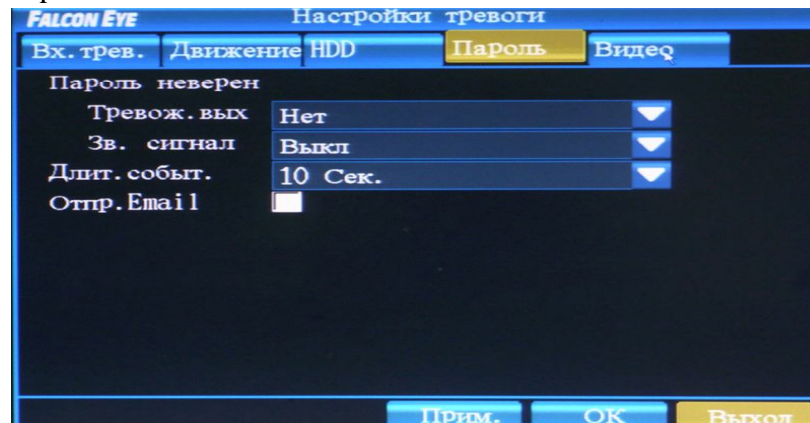 FALCON EYE Настройки тревоги
Вх.трев. Движение HDD Пароль Видео
Пароль неверен
Тревож.вых Нет
Зв. сигнал Выкл
Длит.событ. 10 Сек.
Отпр.Email
Прим. ОК Выход